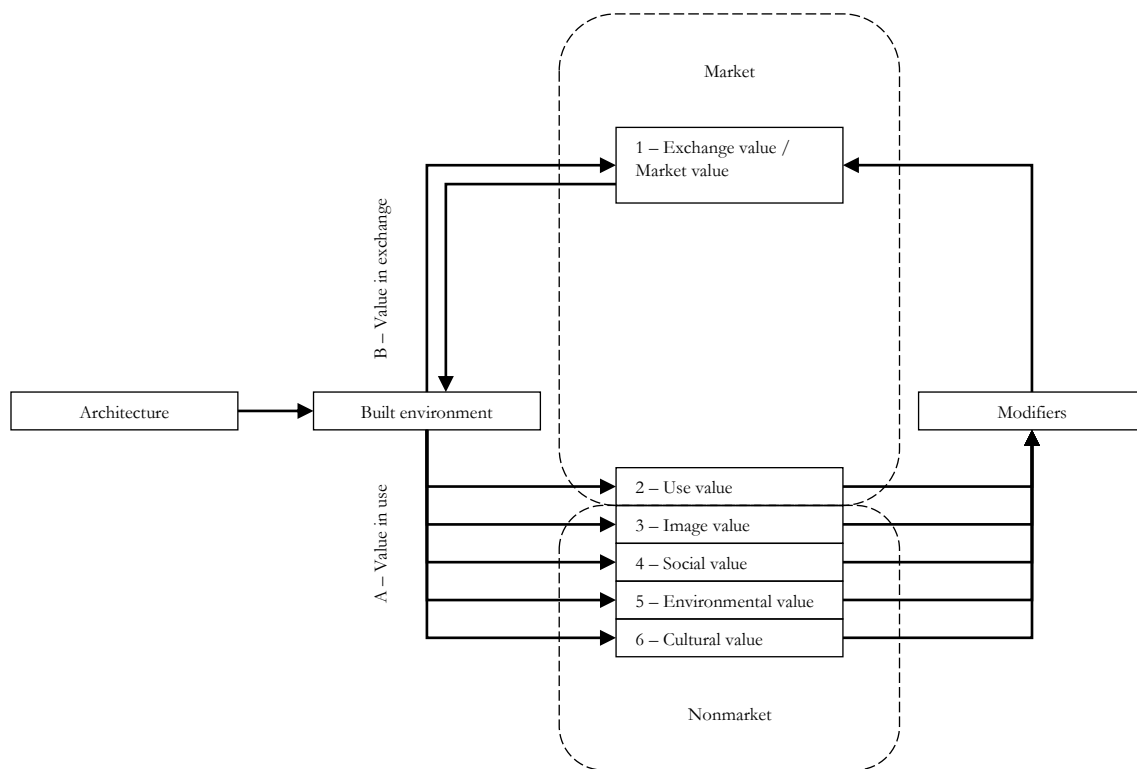 Market
1 – Exchange value /
Market value
B – Value in exchange
Architecture
Built environment
Modifiers
A – Value in use
2 – Use value
3 – Image value
4 – Social value
5 – Environmental value
6 – Cultural value
Nonmarket